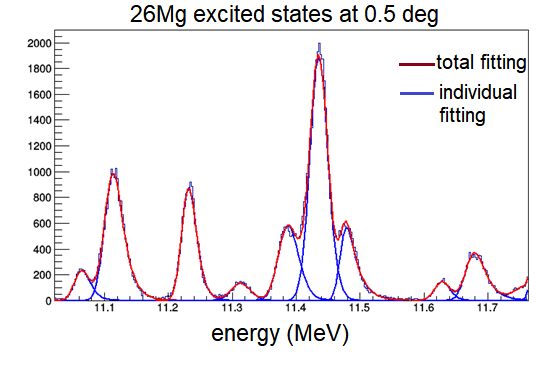 26Mg excited states at 0.5 deg
2000
1800
1600
1400
1200
1000
800
600
400
200
0
total fitting
individual
fitting
11.1 11.2 11.3 11.4 11.5 11.6 11.7
energy (MeV)